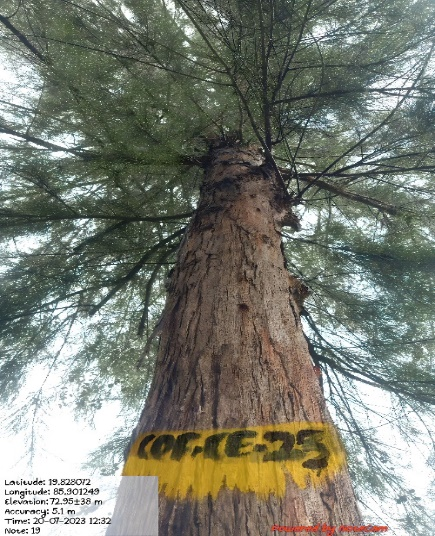 COF-CE-25
Latitude: 19.828072
Longitude: 85.901249
Elevation: 72.95±38 m
Accuracy: 5.1 m
Time: 20-07-2023 12:32
Note: 19